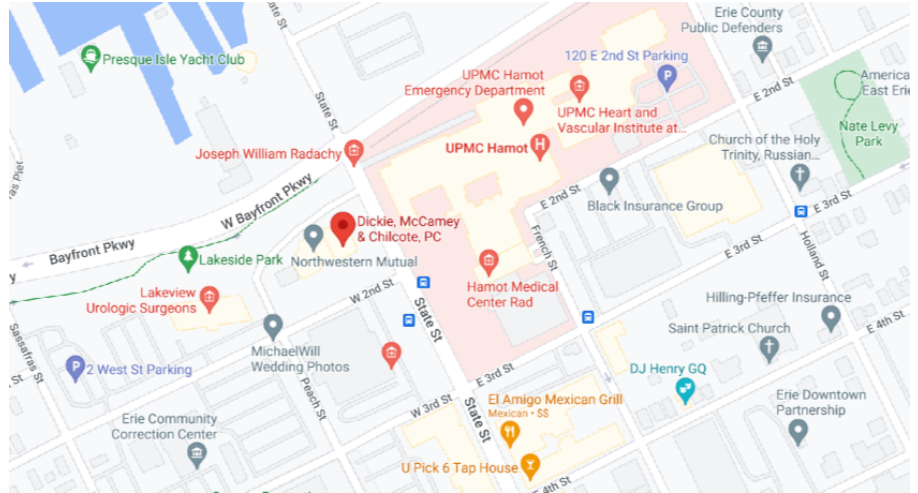 Erie County
Public Defenders
Presque Isle Yacht Club
120 E 2nd St Parking
UPMC Hamot
Emergency Department
UPMC Heart and
Vascular Institute at...
E 2nd St
America
East Erie
Nate Levy
Park
State St
UPMC Hamot
H
P
Joseph William Radachy
Church of the Holy
Trinity, Russian...
W Bayfront Pkwy
Bayfront Pkwy
E 2nd St
Black Insurance Group
E 3rd St
Dickie, McCamey
& Chilcote, PC
Northwestern Mutual
Lakeside Park
French St
E 3rd St
Holland St
Lakeview
Urologic Surgeons
W 2nd St
Hamot Medical
Center Rad
Hilling-Pfeffer Insurance
State St
Saint Patrick Church
E 4th St
Sassafras St
MichaelWill
Wedding Photos
P
2 West St Parking
Peach St
E 3rd St
DJ Henry GQ
W 3rd St
El Amigo Mexican Grill
Mexican • $$
Erie Downtown
Partnership
Erie Community
Correction Center
State St
U Pick 6 Tap House
E 4th St